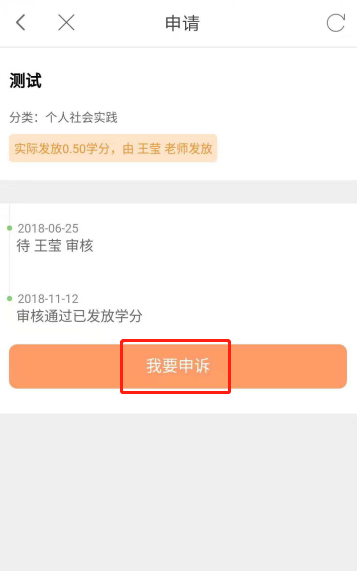 申请
测试
分类：个人社会实践
实际发放0.50学分，由 王莹 老师发放
2018-06-25
待 王莹 审核
2018-11-12
审核通过已发放学分
我要申诉